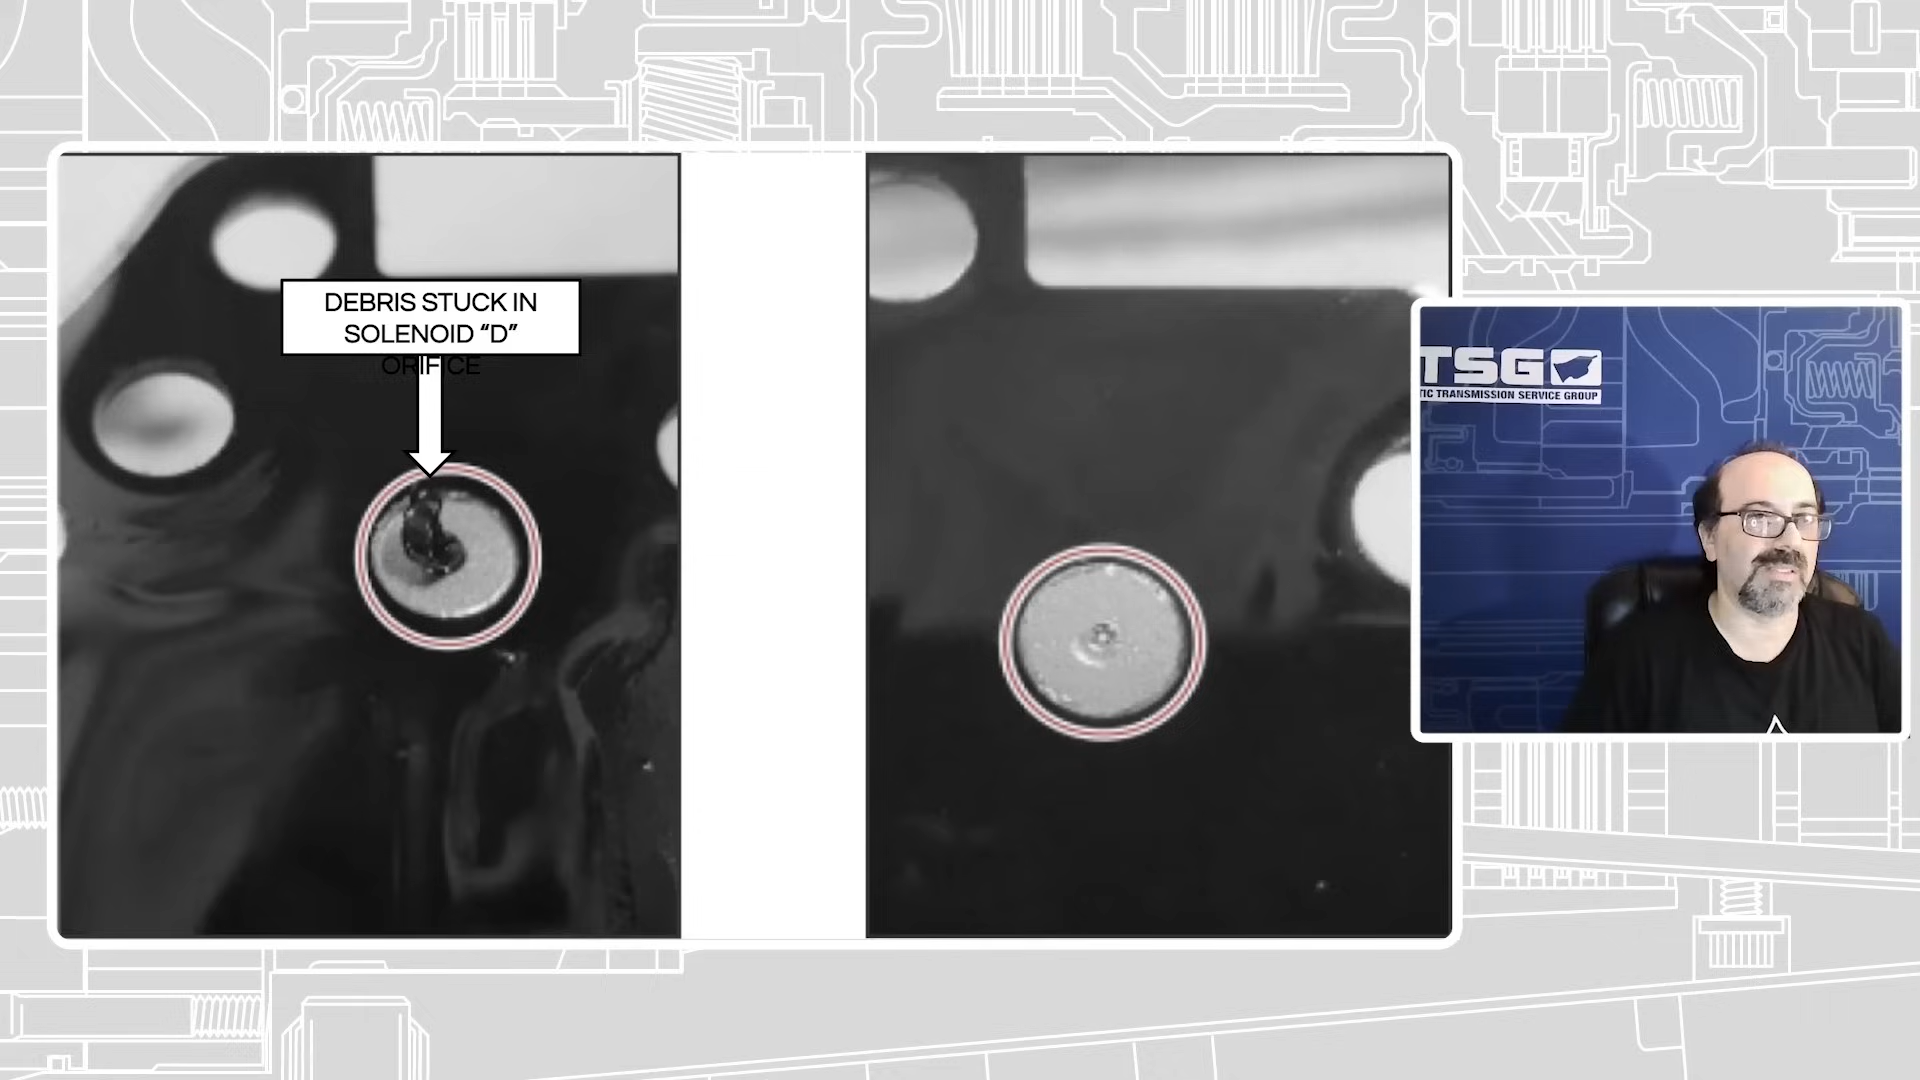 DEBRIS STUCK IN
SOLENOID “D”
ORIFICE
TSG
TIC TRANSMISSION SERVICE GROUP